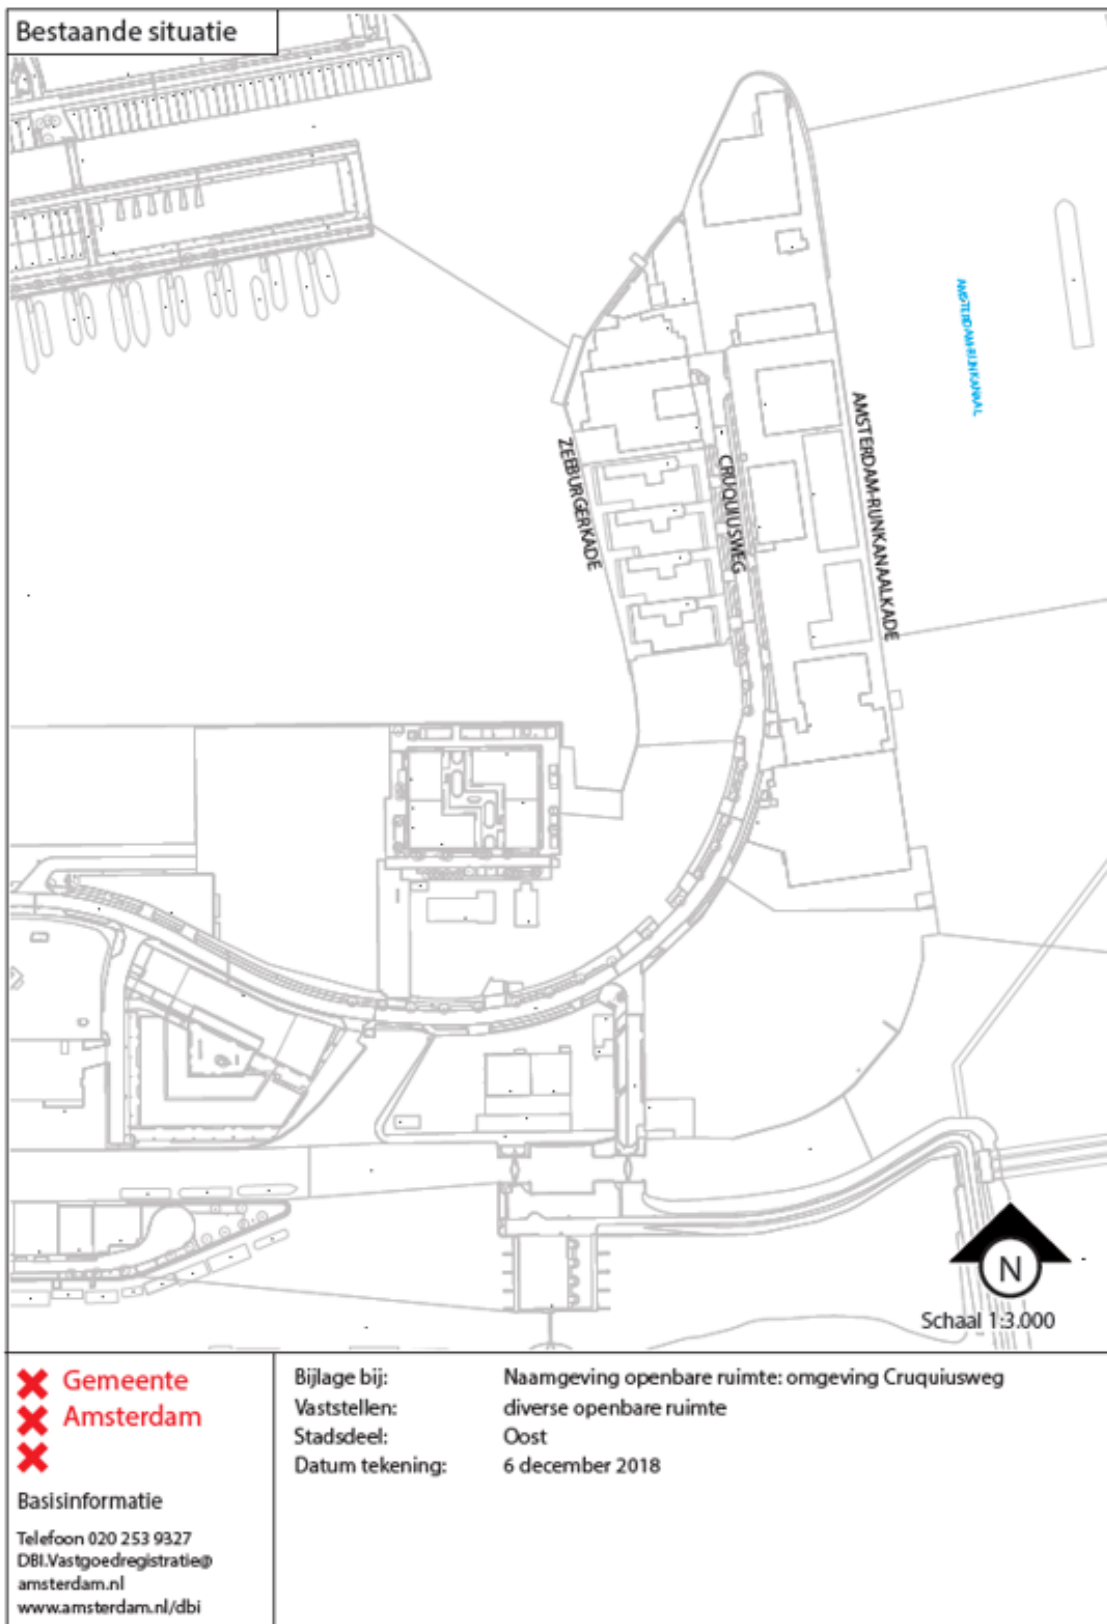 Bestaande situatie
AMSTERDAM-RIJNKANAAL
AMSTERDAM-RIJNKANAALKADE
ZEEBURGERKADE
CRUQUIUSWEG
N
Schaal 1:3.000
Gemeente
Amsterdam
Basisinformatie
Telefoon 020 253 9327
DBI.Vastgoedregistratie@
amsterdam.nl
www.amsterdam.nl/dbi
Bijlage bij: Naamgeving openbare ruimte: omgeving Cruquiusweg
Vaststellen: diverse openbare ruimte
Stadsdeel: Oost
Datum tekening: 6 december 2018